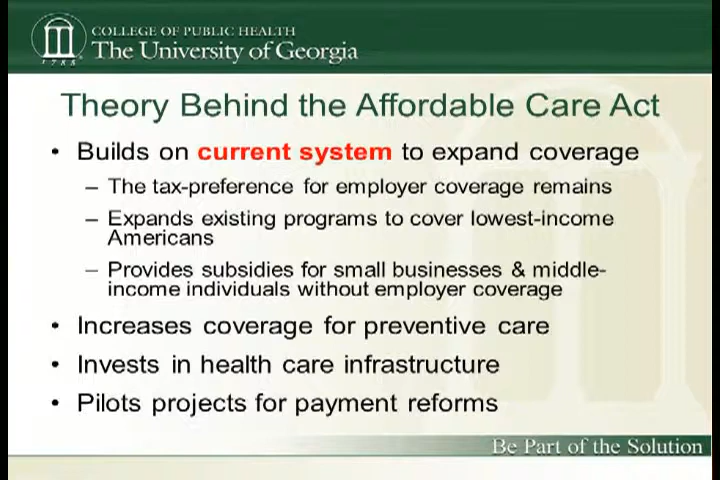 COLLEGE OF PUBLIC HEALTH
The University of Georgia
1785
Theory Behind the Affordable Care Act
• Builds on current system to expand coverage
– The tax-preference for employer coverage remains
– Expands existing programs to cover lowest-income
Americans
– Provides subsidies for small businesses & middle-
income individuals without employer coverage
• Increases coverage for preventive care
• Invests in health care infrastructure
• Pilots projects for payment reforms
Be Part of the Solution